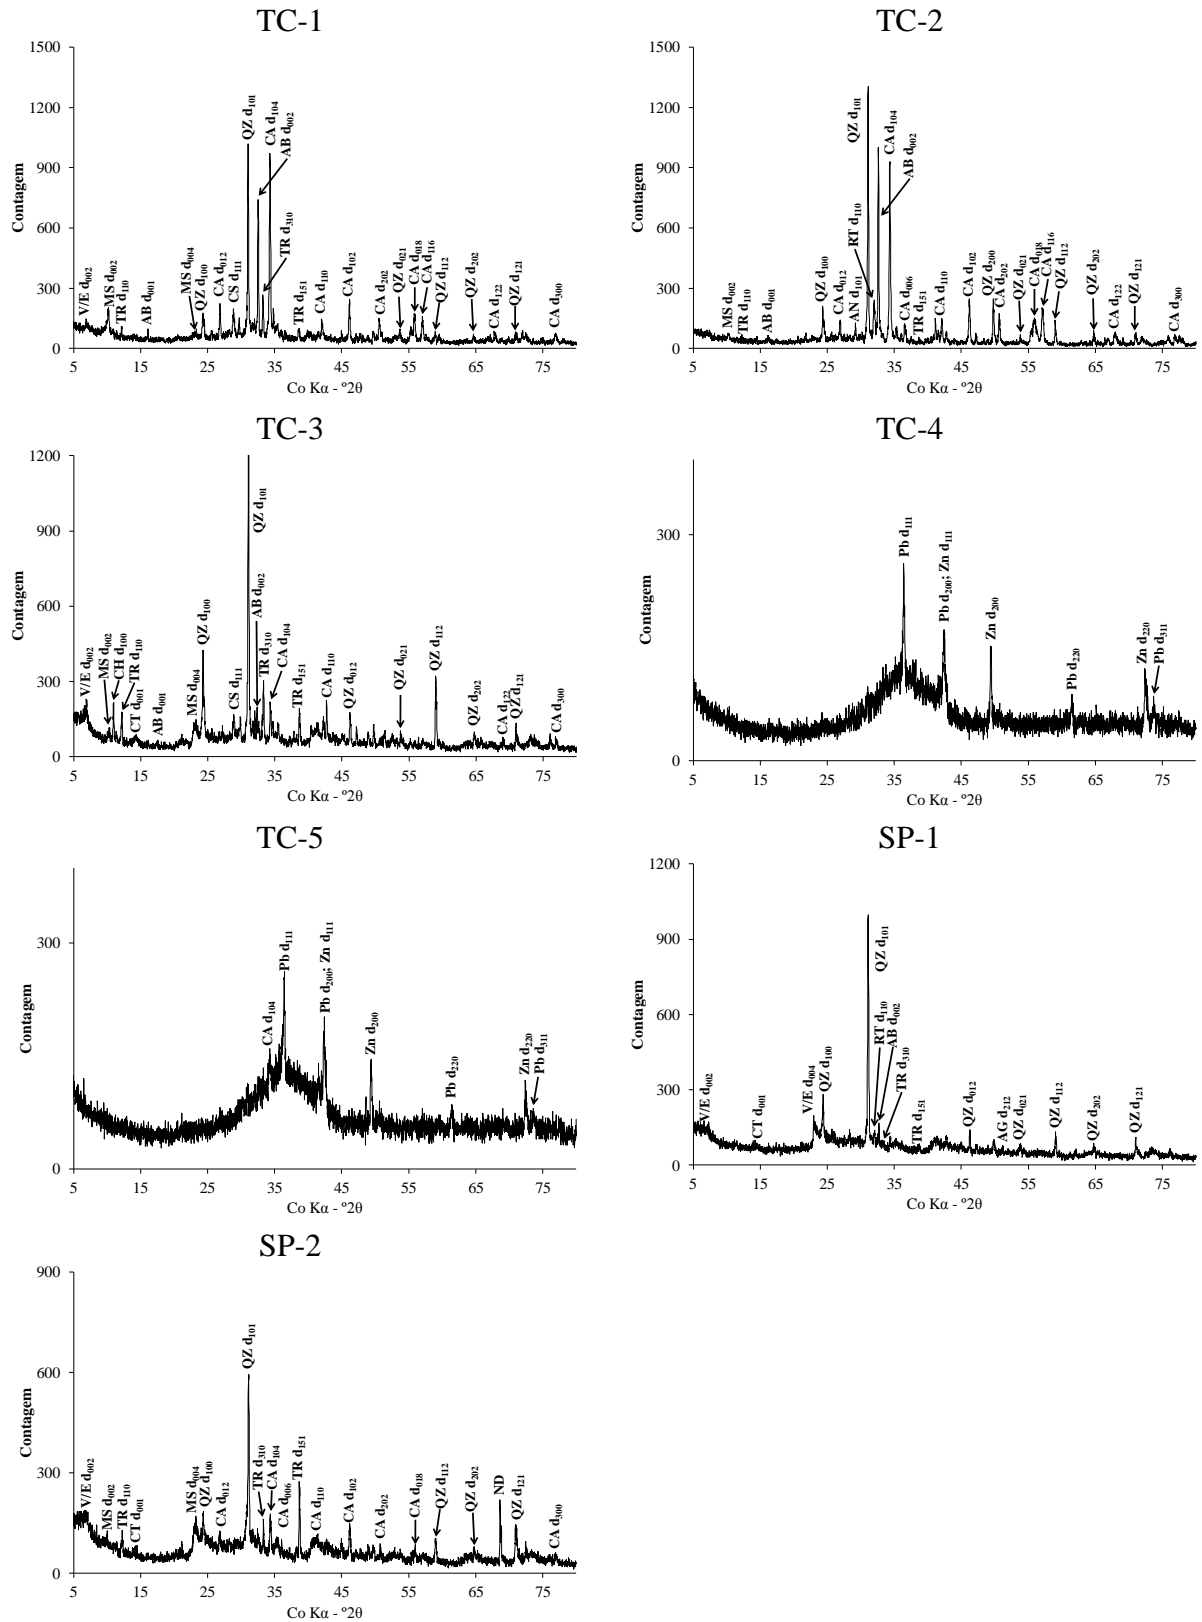 TC-1
1500
1200
900
600
300
0
Contagem
V/E d002
MS d002
TR d110
AB d001
MS d004
QZ d100
CA d012
CS d111
QZ d101
CA d104
AB d002
TR d310
TR d151
CA d110
CA d102
CA d202
QZ d021
CA d018
CA d116
QZ d112
QZ d202
CA d122
QZ d121
CA d300
5 15 25 35 45 55 65 75
Co Kα - º2θ
TC-2
1500
1200
900
600
300
0
Contagem
MS d002
TR d110
AB d001
QZ d100
CA d012
AN d101
RT d110
QZ d101
CA d104
AB d002
CA d006
TR d151
CA d110
CA d102
QZ d200
CA d202
QZ d021
CA d018
CA d116
QZ d112
QZ d202
CA d122
QZ d121
CA d300
5 15 25 35 45 55 65 75
Co Kα - º2θ
TC-3
1200
900
600
300
0
Contagem
V/E d002
MS d002
CH d100
TR d110
CT d001
AB d001
MS d004
QZ d100
CS d111
QZ d101
AB d002
TR d310
CA d104
TR d151
CA d110
QZ d012
QZ d021
QZ d112
QZ d202
CA d122
QZ d121
CA d300
5 15 25 35 45 55 65 75
Co Kα - º2θ
TC-4
300
0
Contagem
Pb d111
Pb d200; Zn d111
Zn d200
Pb d220
Zn d220
Pb d311
5 15 25 35 45 55 65 75
Co Kα - º2θ
TC-5
300
0
Contagem
CA d104
Pb d111
Pb d200; Zn d111
Zn d200
Pb d220
Zn d220
Pb d311
5 15 25 35 45 55 65 75
Co Kα - º2θ
SP-1
1200
900
600
300
0
Contagem
V/E d002
CT d001
V/E d004
QZ d100
QZ d101
RT d110
AB d002
TR d310
TR d151
QZ d012
AG d212
QZ d021
QZ d112
QZ d202
QZ d121
5 15 25 35 45 55 65 75
Co Kα - º2θ
SP-2
900
600
300
0
Contagem
V/E d002
MS d002
TR d110
CT d001
MS d004
QZ d100
CA d012
QZ d101
TR d310
CA d104
CA d006
TR d151
CA d110
CA d102
CA d202
CA d018
QZ d112
QZ d202
ND
QZ d121
CA d300
5 15 25 35 45 55 65 75
Co Kα - º2θ